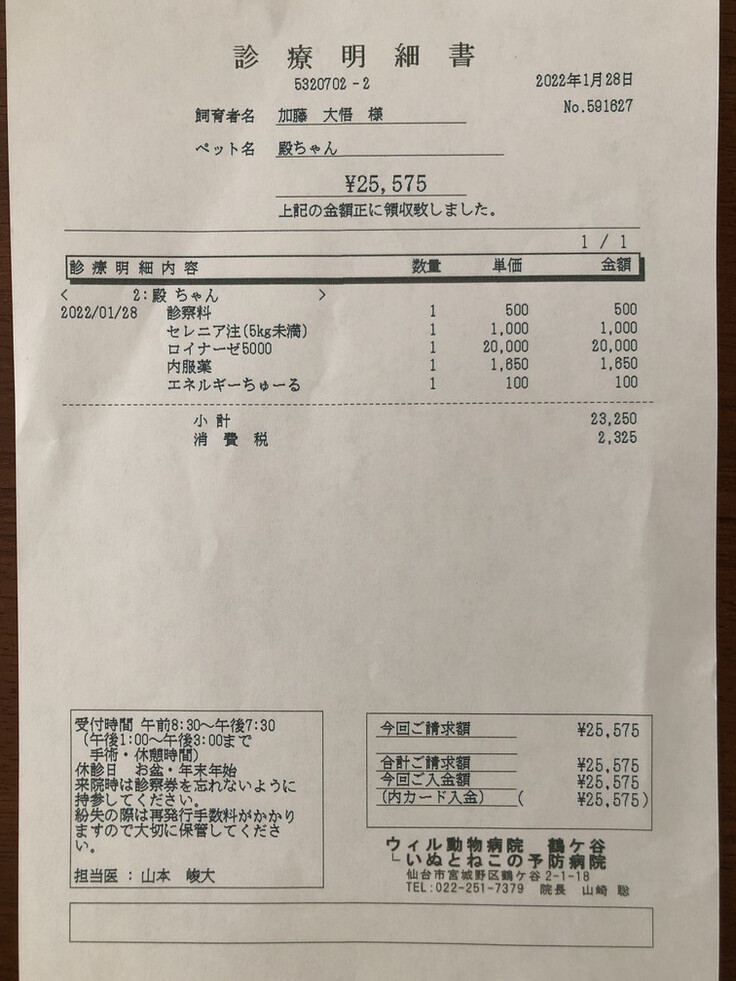 診療明細書
5320702-2
2022年1月28日
No.591627
飼育者名 加藤 大悟 様
ペット名 殿ちゃん
¥25,575
上記の金額正に領収致しました。
1 / 1
診療明細内容 数量 単価 金額
< 2:殿 ちゃん >
2022/01/28 診察料 1 500 500
セレニア注(5kg未満) 1 1,000 1,000
ロイナーゼ5000 1 20,000 20,000
内服薬 1 1,650 1,650
エネルギーちゅーる 1 100 100
小計 23,250
消費税 2,325
受付時間 午前8:30~午後7:30
(午後1:00~午後3:00まで
手術・休憩時間)
休診日 お盆・年末年始
来院時は診察券を忘れないように
持参してください。
紛失の際は再発行手数料がかかり
ますので大切に保管してくださ
い。
担当医:山本 峻大
今回ご請求額 ¥25,575
合計ご請求額 ¥25,575
今回ご入金額 ¥25,575
(内カード入金) ( ¥25,575)
ウィル動物病院 鶴ケ谷
└いぬとねこの予防病院
仙台市宮城野区鶴ケ谷2-1-18
TEL:022-251-7379 院長 山崎 聡